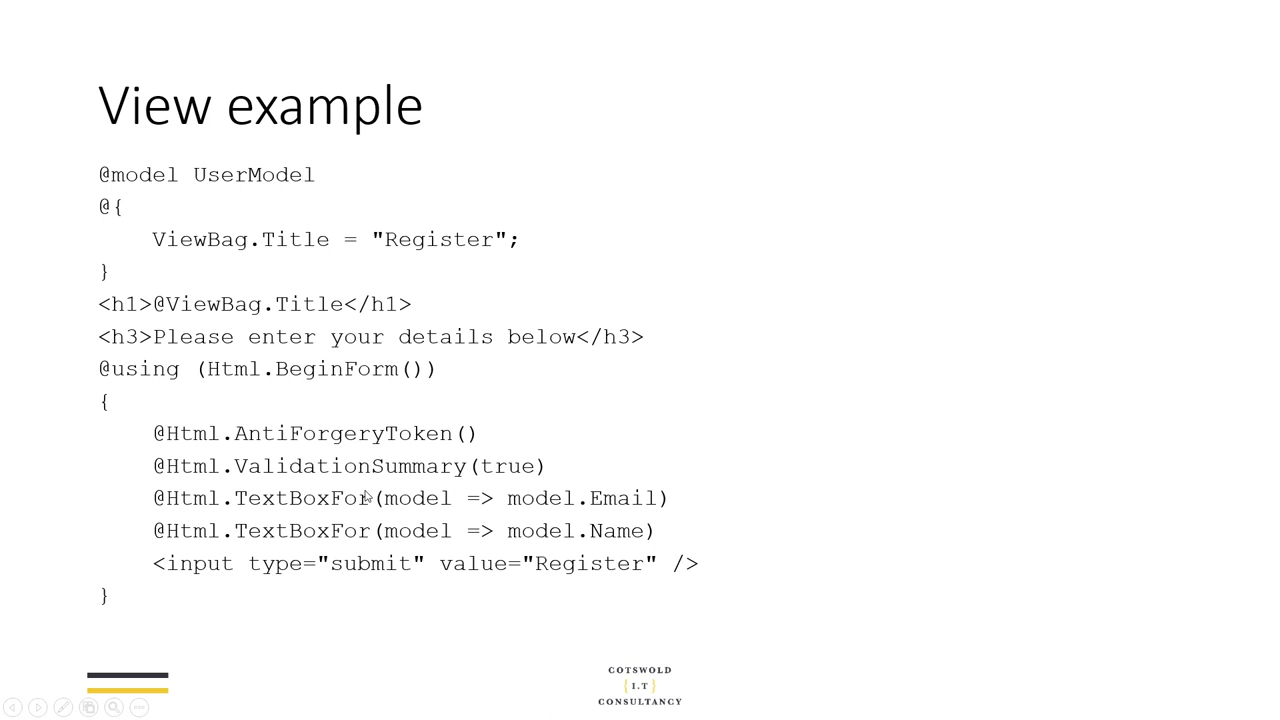 View example
@model UserModel
@{
    ViewBag.Title = "Register";
}
<h1>@ViewBag.Title</h1>
<h3>Please enter your details below</h3>
@using (Html.BeginForm())
{
    @Html.AntiForgeryToken()
    @Html.ValidationSummary(true)
    @Html.TextBoxFor(model => model.Email)
    @Html.TextBoxFor(model => model.Name)
    <input type="submit" value="Register" />
}
COTSWOLD
{I.T}
CONSULTANCY